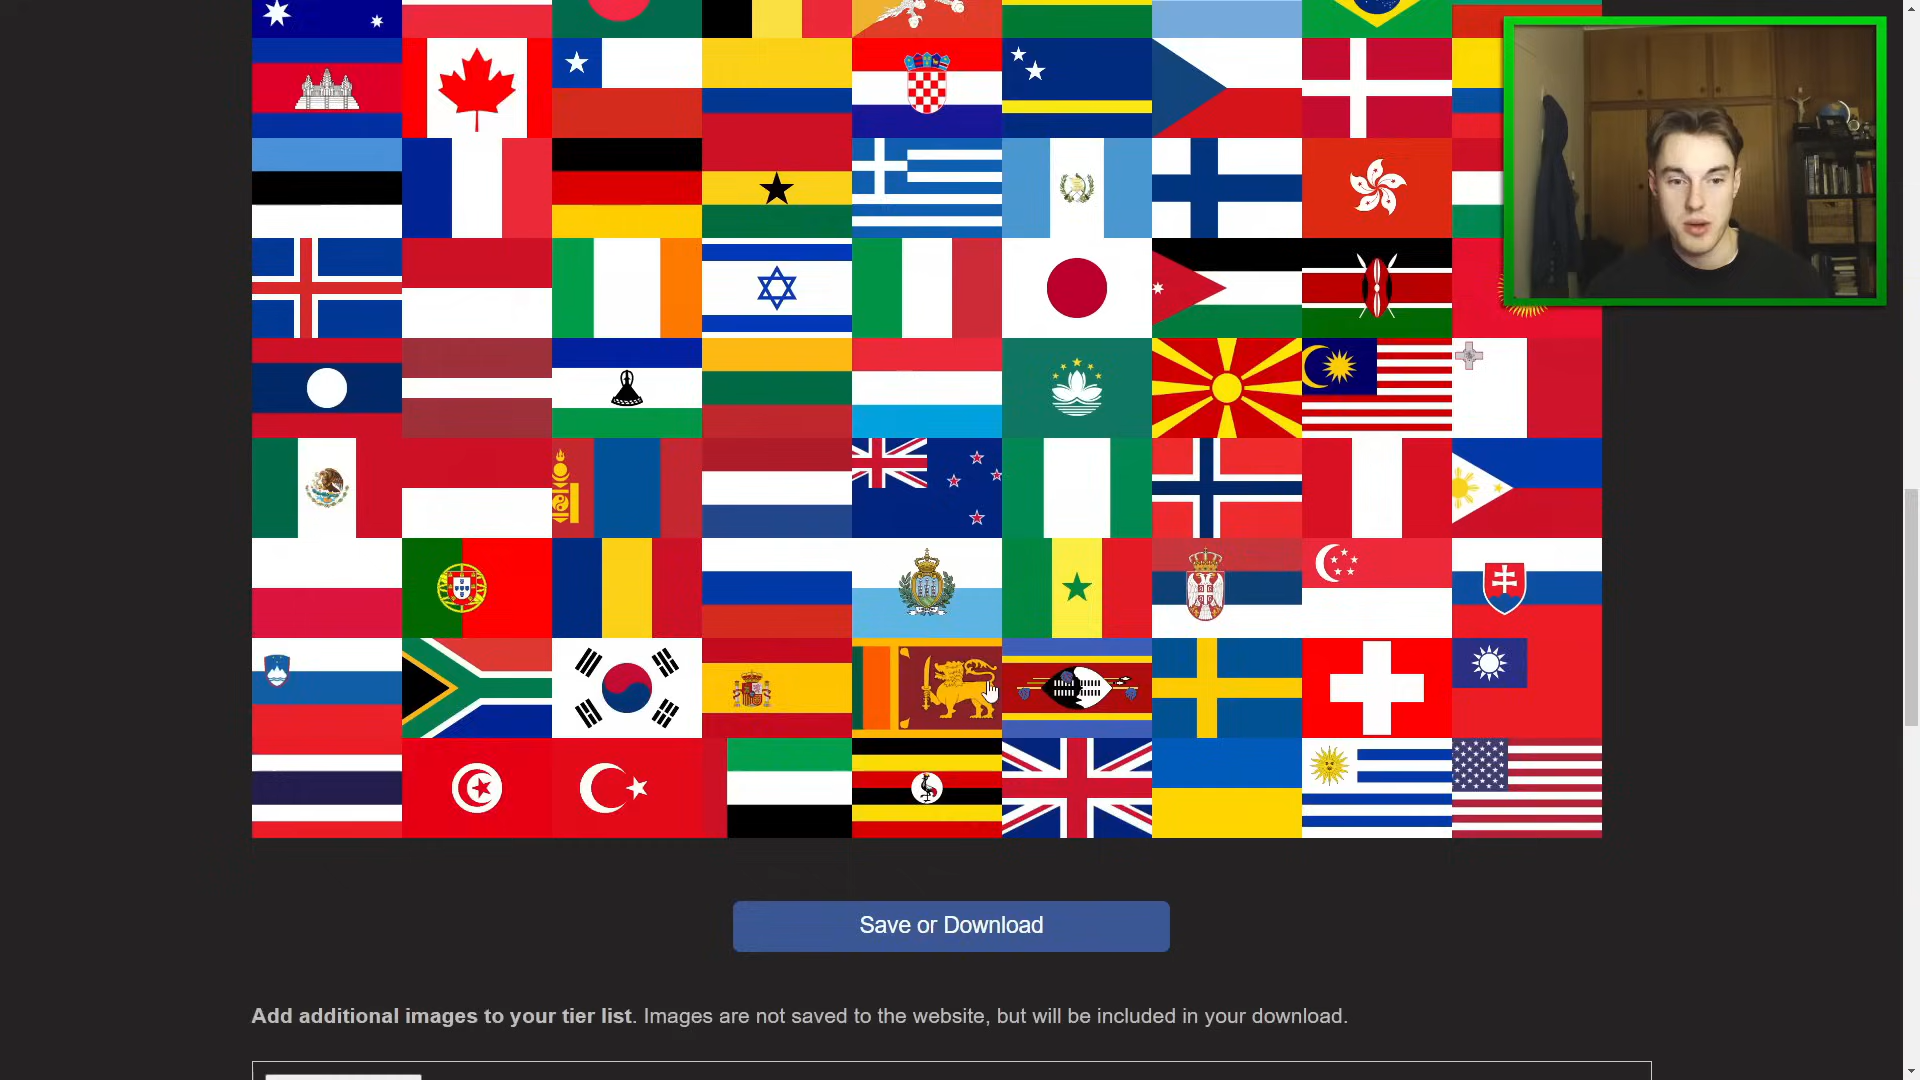 Save or Download
Add additional images to your tier list. Images are not saved to the website, but will be included in your download.